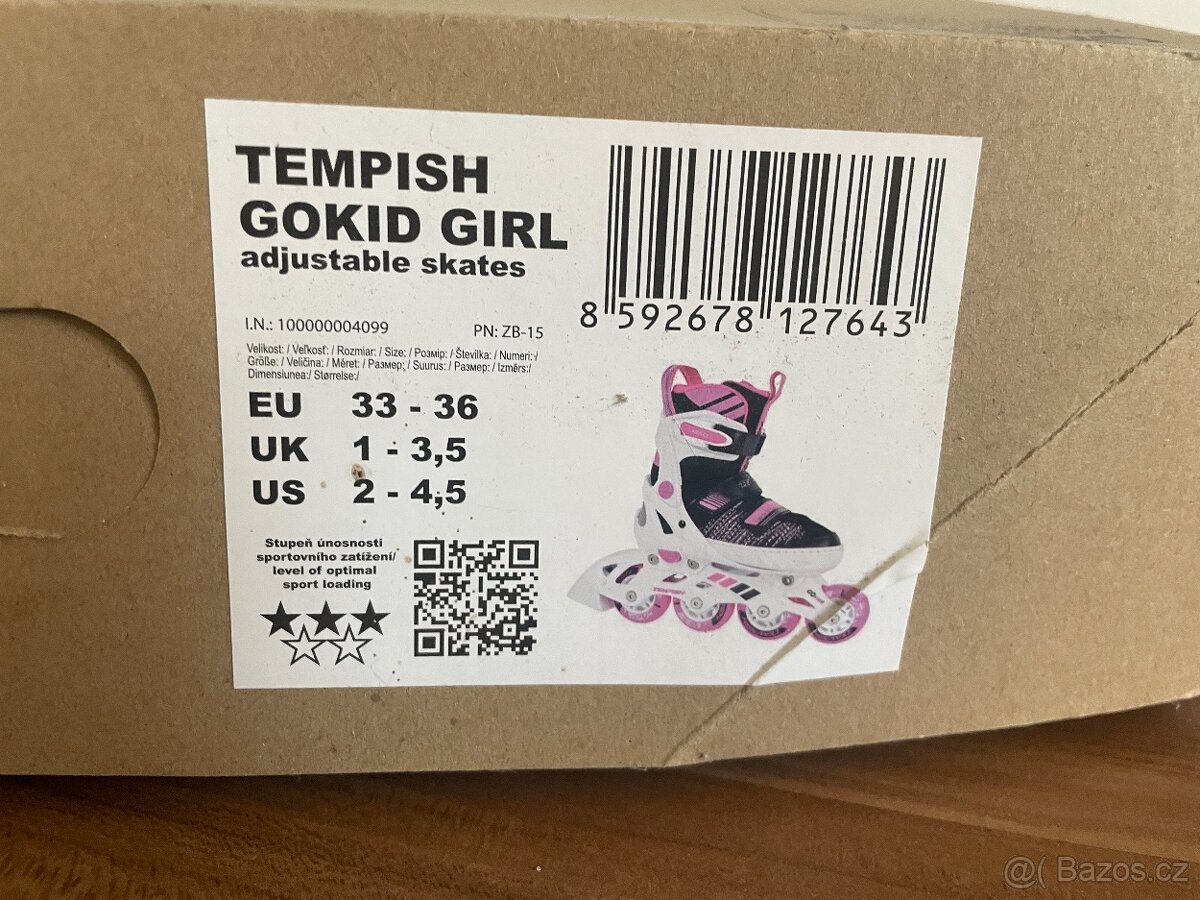 TEMPISH
GOKID GIRL
adjustable skates
8 592678 127643
I.N.: 100000004099
PN: ZB-15
Velikost: / Veľkosť: / Rozmiar: / Size: / Розмір: / Številka: / Numeri:/
Größe: / Veličina: / Méret: / Размер: / Suurus: / Размер: / Izmērs:/
Dimensiunea:/ Størrelse:/
EU 33 - 36
UK 1 - 3,5
US 2 - 4,5
Stupeň únosnosti
sportovního zatížení/
level of optimal
sport loading
TEMPISH
@( Bazos.cz